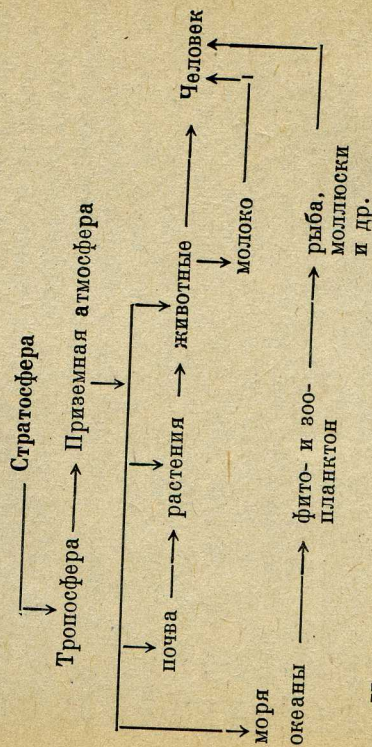 Стратосфера
Тропосфера
Приземная атмосфера
почва
растения
животные
Человек
молоко
моря
океаны
фито- и зоо-
планктон
рыба,
моллюски
и др.